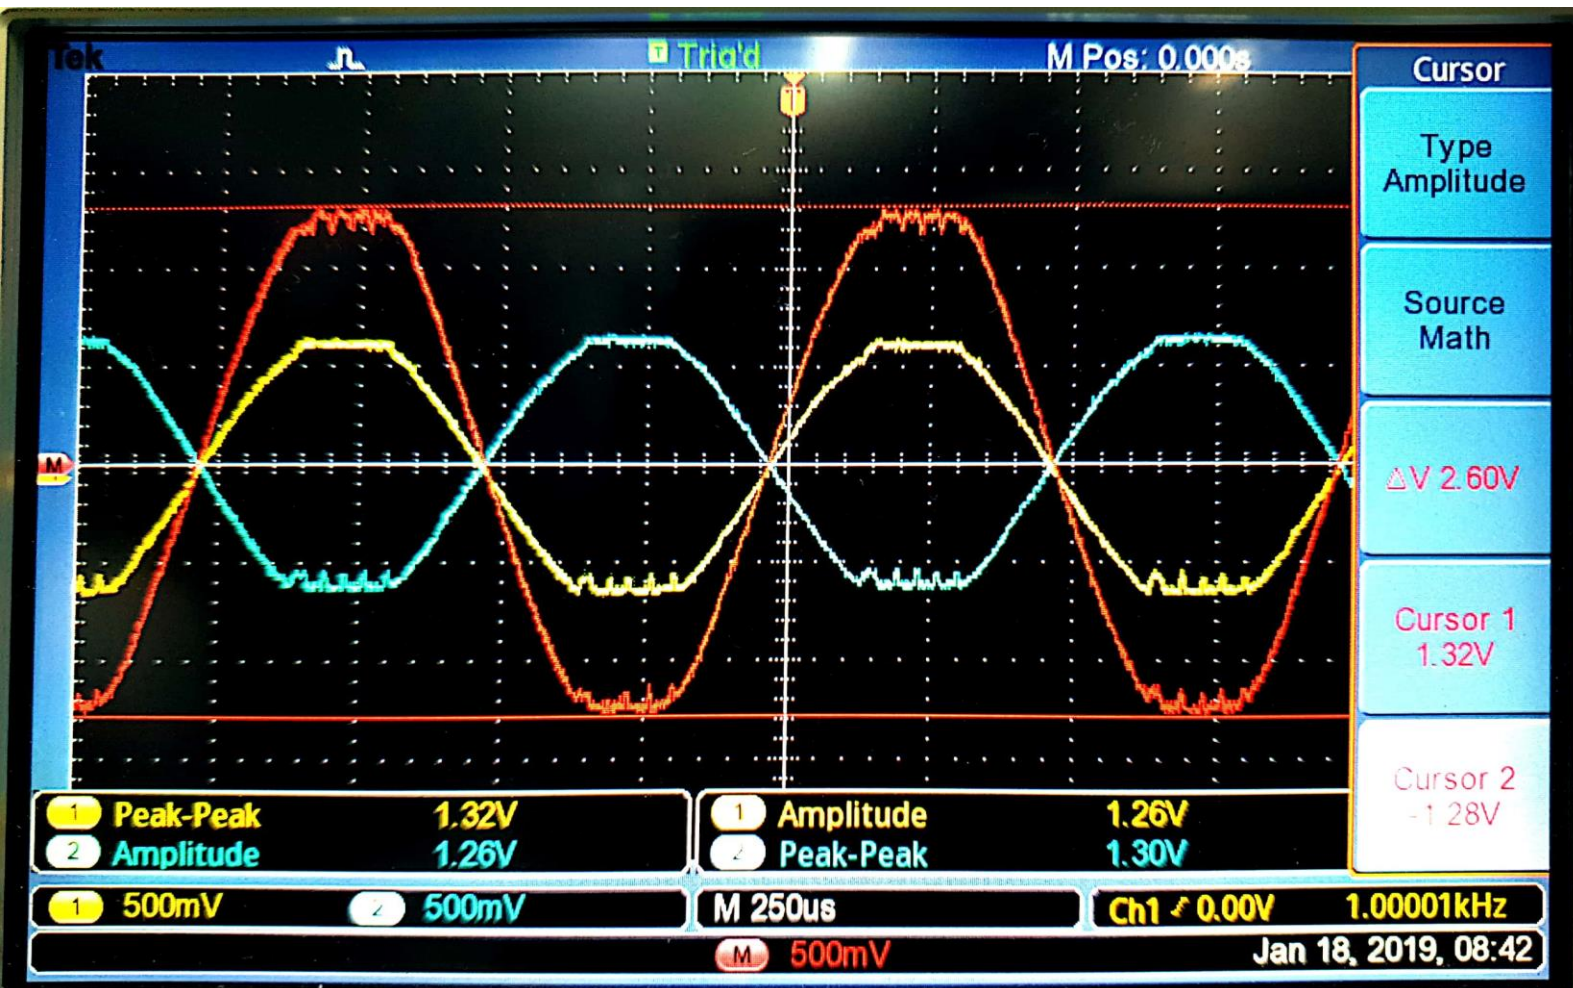 Tek
T Trig'd
M Pos: 0.000s
T
Cursor
Type
Amplitude
Source
Math
△V 2.60V
Cursor 1
1.32V
Cursor 2
-1.28V
M
1 Peak-Peak 1.32V
2 Amplitude 1.26V
1 Amplitude 1.26V
2 Peak-Peak 1.30V
1 500mV 2 500mV M 250us Ch1 0.00V 1.00001kHz
M 500mV Jan 18, 2019, 08:42